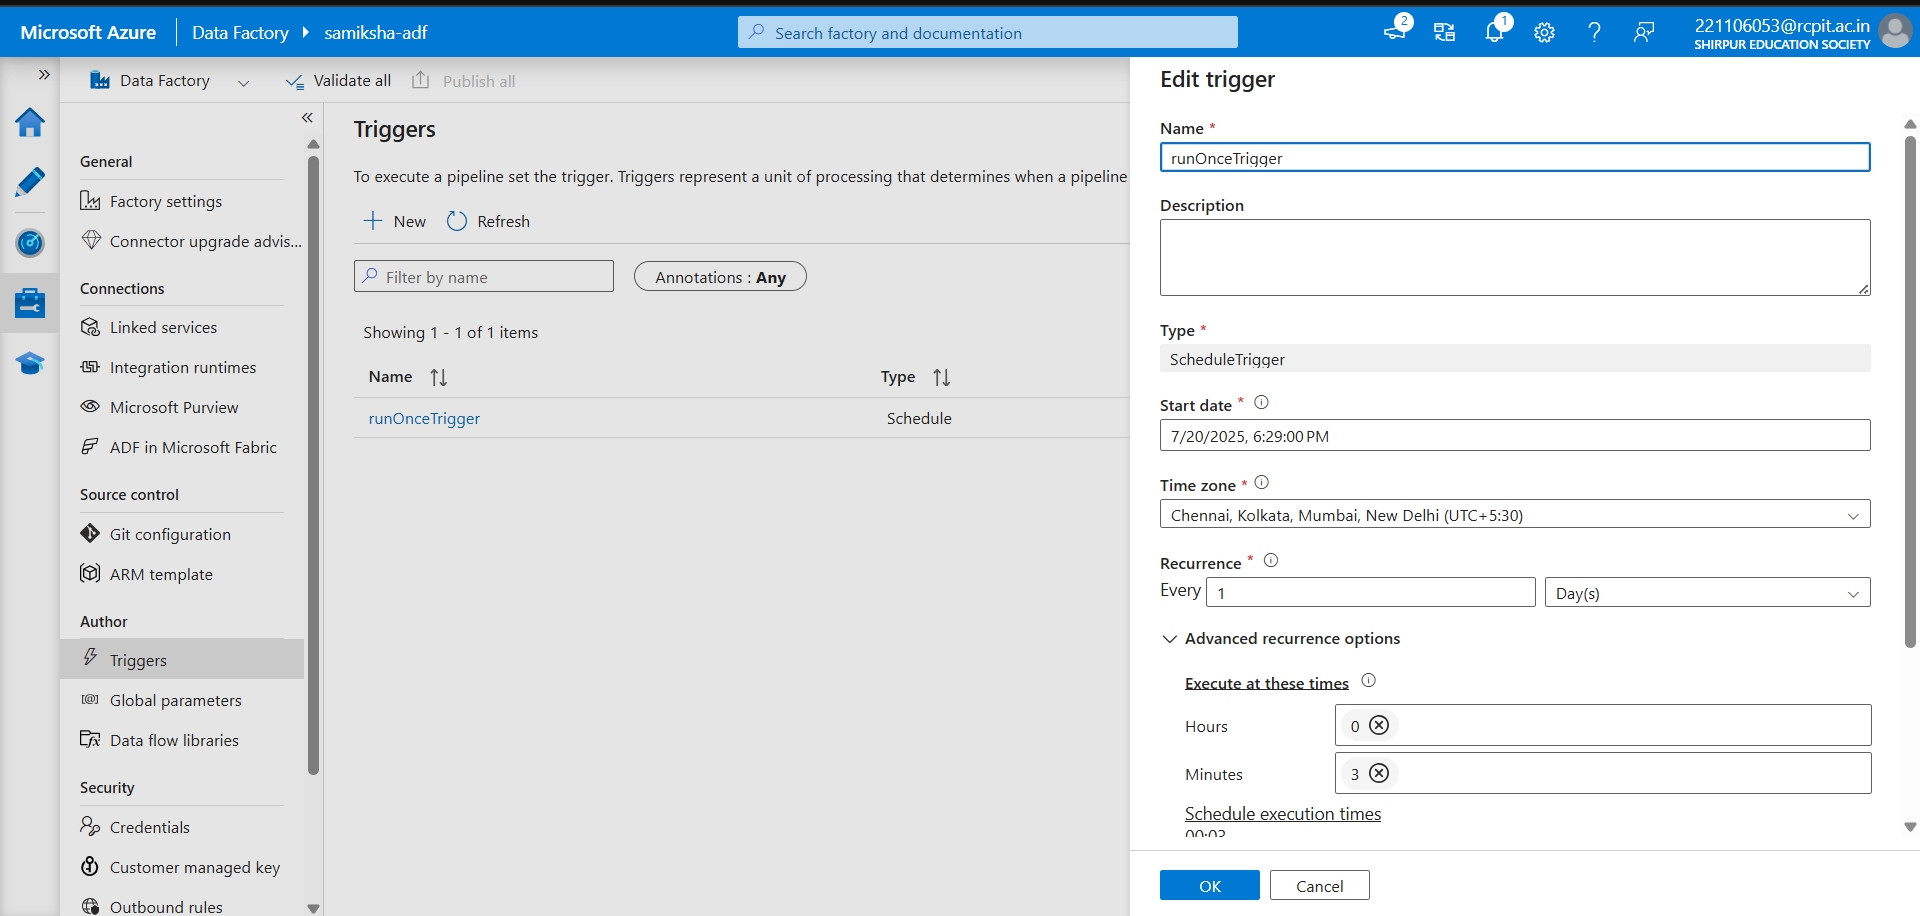 Microsoft Azure
Data Factory
samiksha-adf
Search factory and documentation
2
1
221106053@rcpit.ac.in
SHIRPUR EDUCATION SOCIETY
Data Factory
Validate all
Publish all
General
Factory settings
Connector upgrade advis...
Connections
Linked services
Integration runtimes
Microsoft Purview
ADF in Microsoft Fabric
Source control
Git configuration
ARM template
Author
Triggers
Global parameters
Data flow libraries
Security
Credentials
Customer managed key
Outbound rules
Triggers
To execute a pipeline set the trigger. Triggers represent a unit of processing that determines when a pipeline
New
Refresh
Filter by name
Annotations : Any
Showing 1 - 1 of 1 items
Name
Type
runOnceTrigger
Schedule
Edit trigger
Name *
runOnceTrigger
Description
Type *
ScheduleTrigger
Start date *
7/20/2025, 6:29:00 PM
Time zone *
Chennai, Kolkata, Mumbai, New Delhi (UTC+5:30)
Recurrence *
Every 1 Day(s)
Advanced recurrence options
Execute at these times
Hours 0
Minutes 3
Schedule execution times
00:03
OK
Cancel